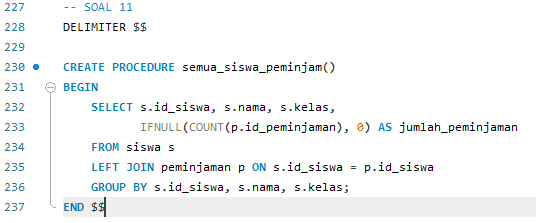 227 -- SOAL 11
228 DELIMITER $$
229
230 CREATE PROCEDURE semua_siswa_peminjam()
231 BEGIN
232 SELECT s.id_siswa, s.nama, s.kelas,
233 IFNULL(COUNT(p.id_peminjaman), 0) AS jumlah_peminjaman
234 FROM siswa s
235 LEFT JOIN peminjaman p ON s.id_siswa = p.id_siswa
236 GROUP BY s.id_siswa, s.nama, s.kelas;
237 END $$